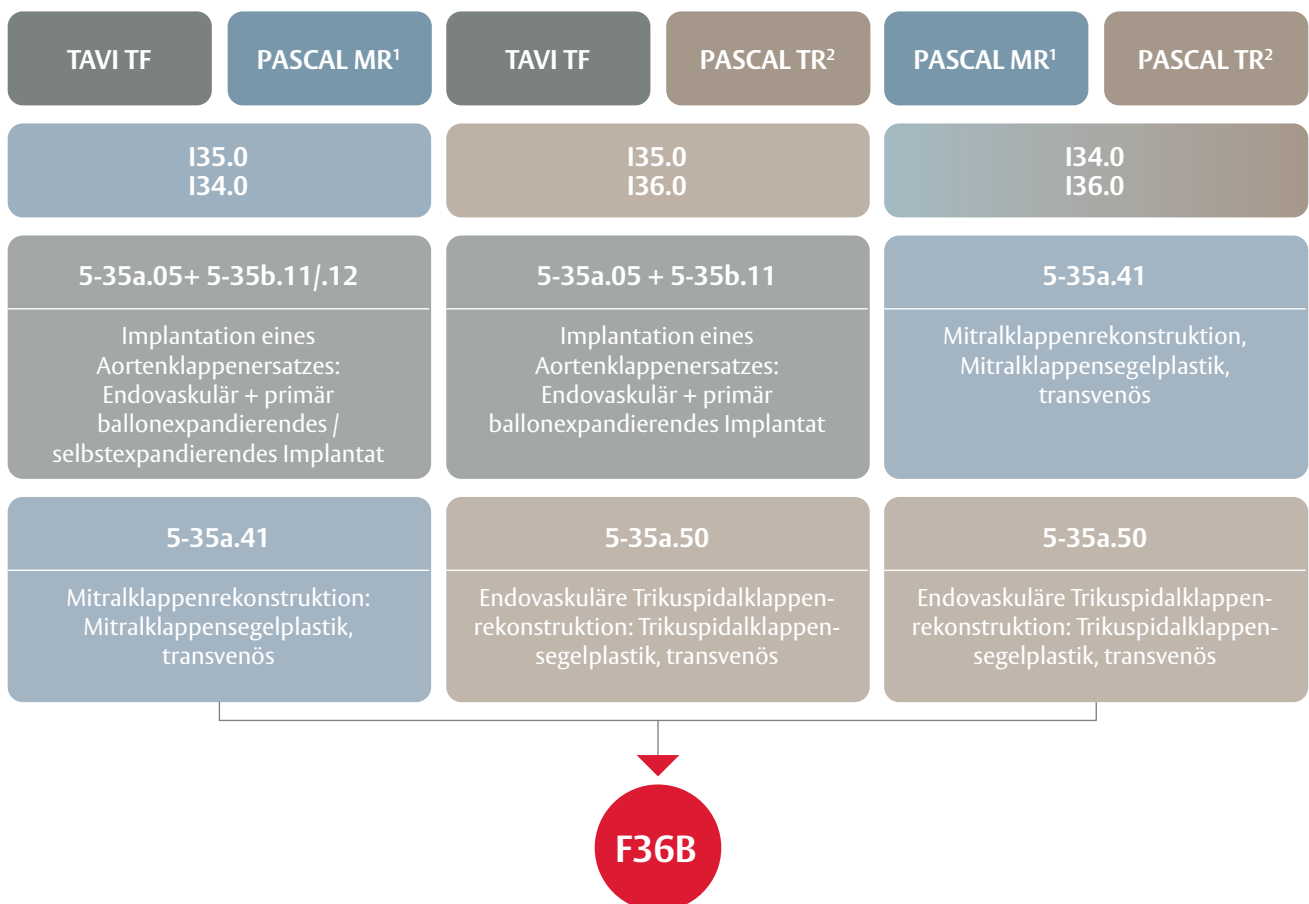 TAVI TF
PASCAL MR¹
TAVI TF
PASCAL TR²
PASCAL MR¹
PASCAL TR²
I35.0
I34.0
I35.0
I36.0
I34.0
I36.0
5-35a.05+ 5-35b.11/.12
Implantation eines
Aortenklappenersatzes:
Endovaskulär + primär
ballonexpandierendes /
selbstexpandierendes Implantat
5-35a.05 + 5-35b.11
Implantation eines
Aortenklappenersatzes:
Endovaskulär + primär
ballonexpandierendes Implantat
5-35a.41
Mitralklappenrekonstruktion,
Mitralklappensegelplastik,
transvenös
5-35a.41
Mitralklappenrekonstruktion:
Mitralklappensegelplastik,
transvenös
5-35a.50
Endovaskuläre Trikuspidalklappen-
rekonstruktion: Trikuspidalklappen-
segelplastik, transvenös
5-35a.50
Endovaskuläre Trikuspidalklappen-
rekonstruktion: Trikuspidalklappen-
segelplastik, transvenös
F36B